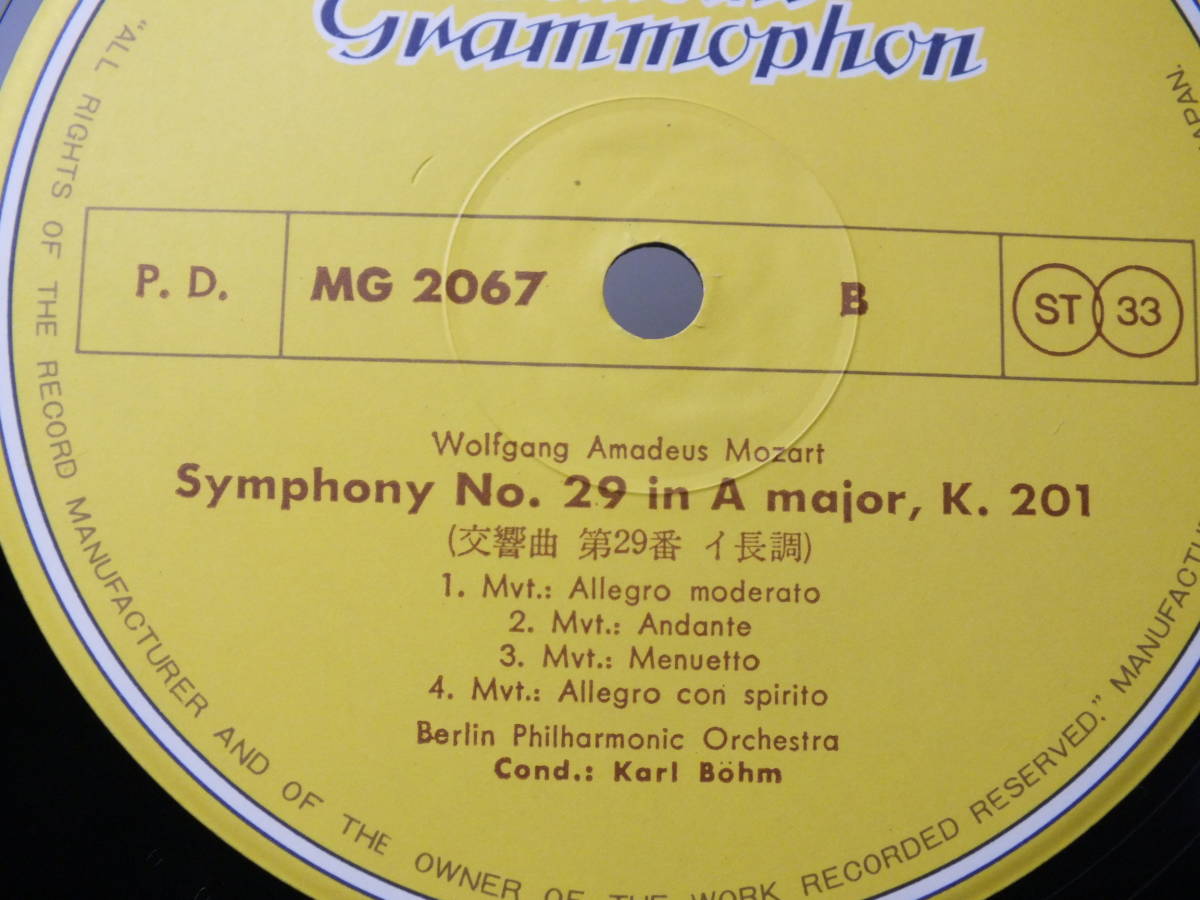 Grammophon
P. D.
MG 2067
B
ST 33
Wolfgang Amadeus Mozart
Symphony No. 29 in A major, K. 201
(交響曲 第29番 イ長調)
1. Mvt.: Allegro moderato
2. Mvt.: Andante
3. Mvt.: Menuetto
4. Mvt.: Allegro con spirito
Berlin Philharmonic Orchestra
Cond.: Karl Böhm
"ALL RIGHTS OF THE RECORD MANUFACTURER AND OF THE OWNER OF THE WORK RECORDED RESERVED."